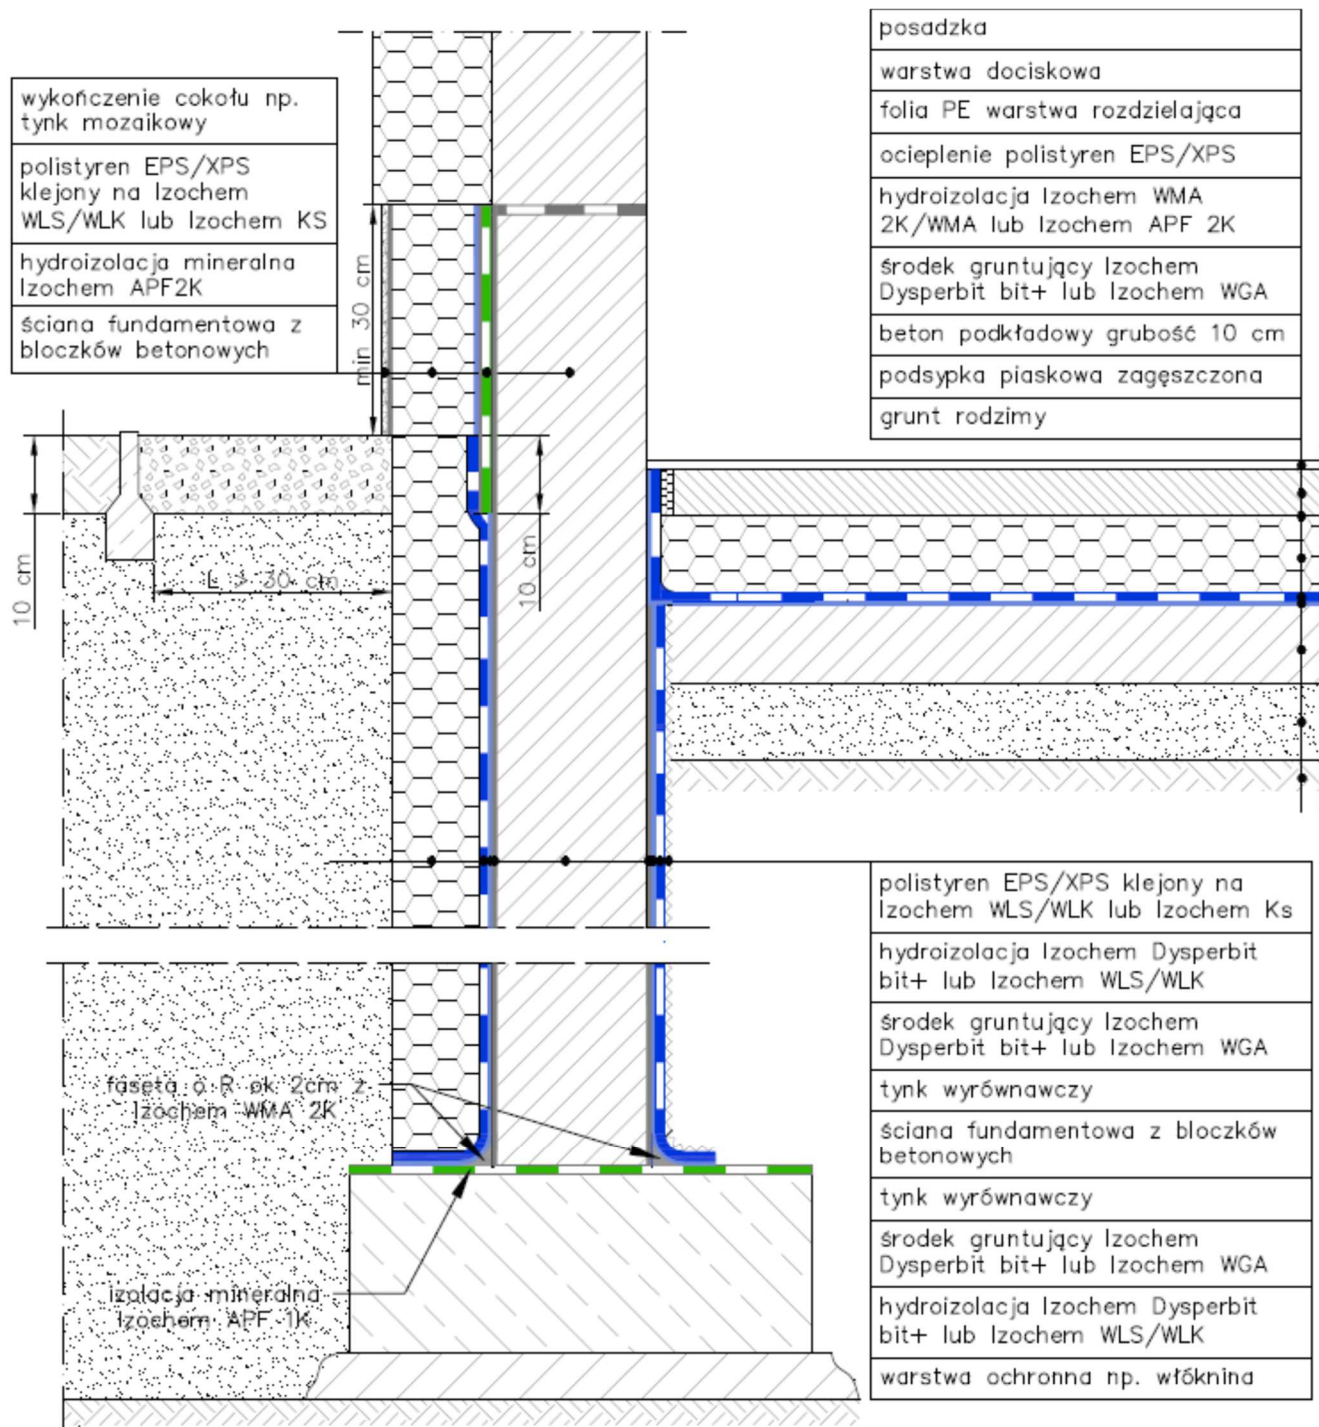 wykończenie cokołu np.
tynk mozaikowy
polistyren EPS/XPS
klejony na Izochem
WLS/WLK lub Izochem KS
hydroizolacja mineralna
Izochem APF2K
ściana fundamentowa z
bloczków betonowych
posadzka
warstwa dociskowa
folia PE warstwa rozdzielająca
ocieplenie polistyren EPS/XPS
hydroizolacja Izochem WMA
2K/WMA lub Izochem APF 2K
środek gruntujący Izochem
Dysperbit bit+ lub Izochem WGA
beton podkładowy grubość 10 cm
podsypka piaskowa zagęszczona
grunt rodzimy
min 30 cm
10 cm
L > 30 cm
10 cm
polistyren EPS/XPS klejony na
Izochem WLS/WLK lub Izochem Ks
hydroizolacja Izochem Dysperbit
bit+ lub Izochem WLS/WLK
środek gruntujący Izochem
Dysperbit bit+ lub Izochem WGA
tynk wyrównawczy
ściana fundamentowa z bloczków
betonowych
tynk wyrównawczy
środek gruntujący Izochem
Dysperbit bit+ lub Izochem WGA
hydroizolacja Izochem Dysperbit
bit+ lub Izochem WLS/WLK
warstwa ochronna np. włóknina
faseta o R ok 2cm z
Izochem WMA 2K
izolacja mineralna
Izochem APF 1K